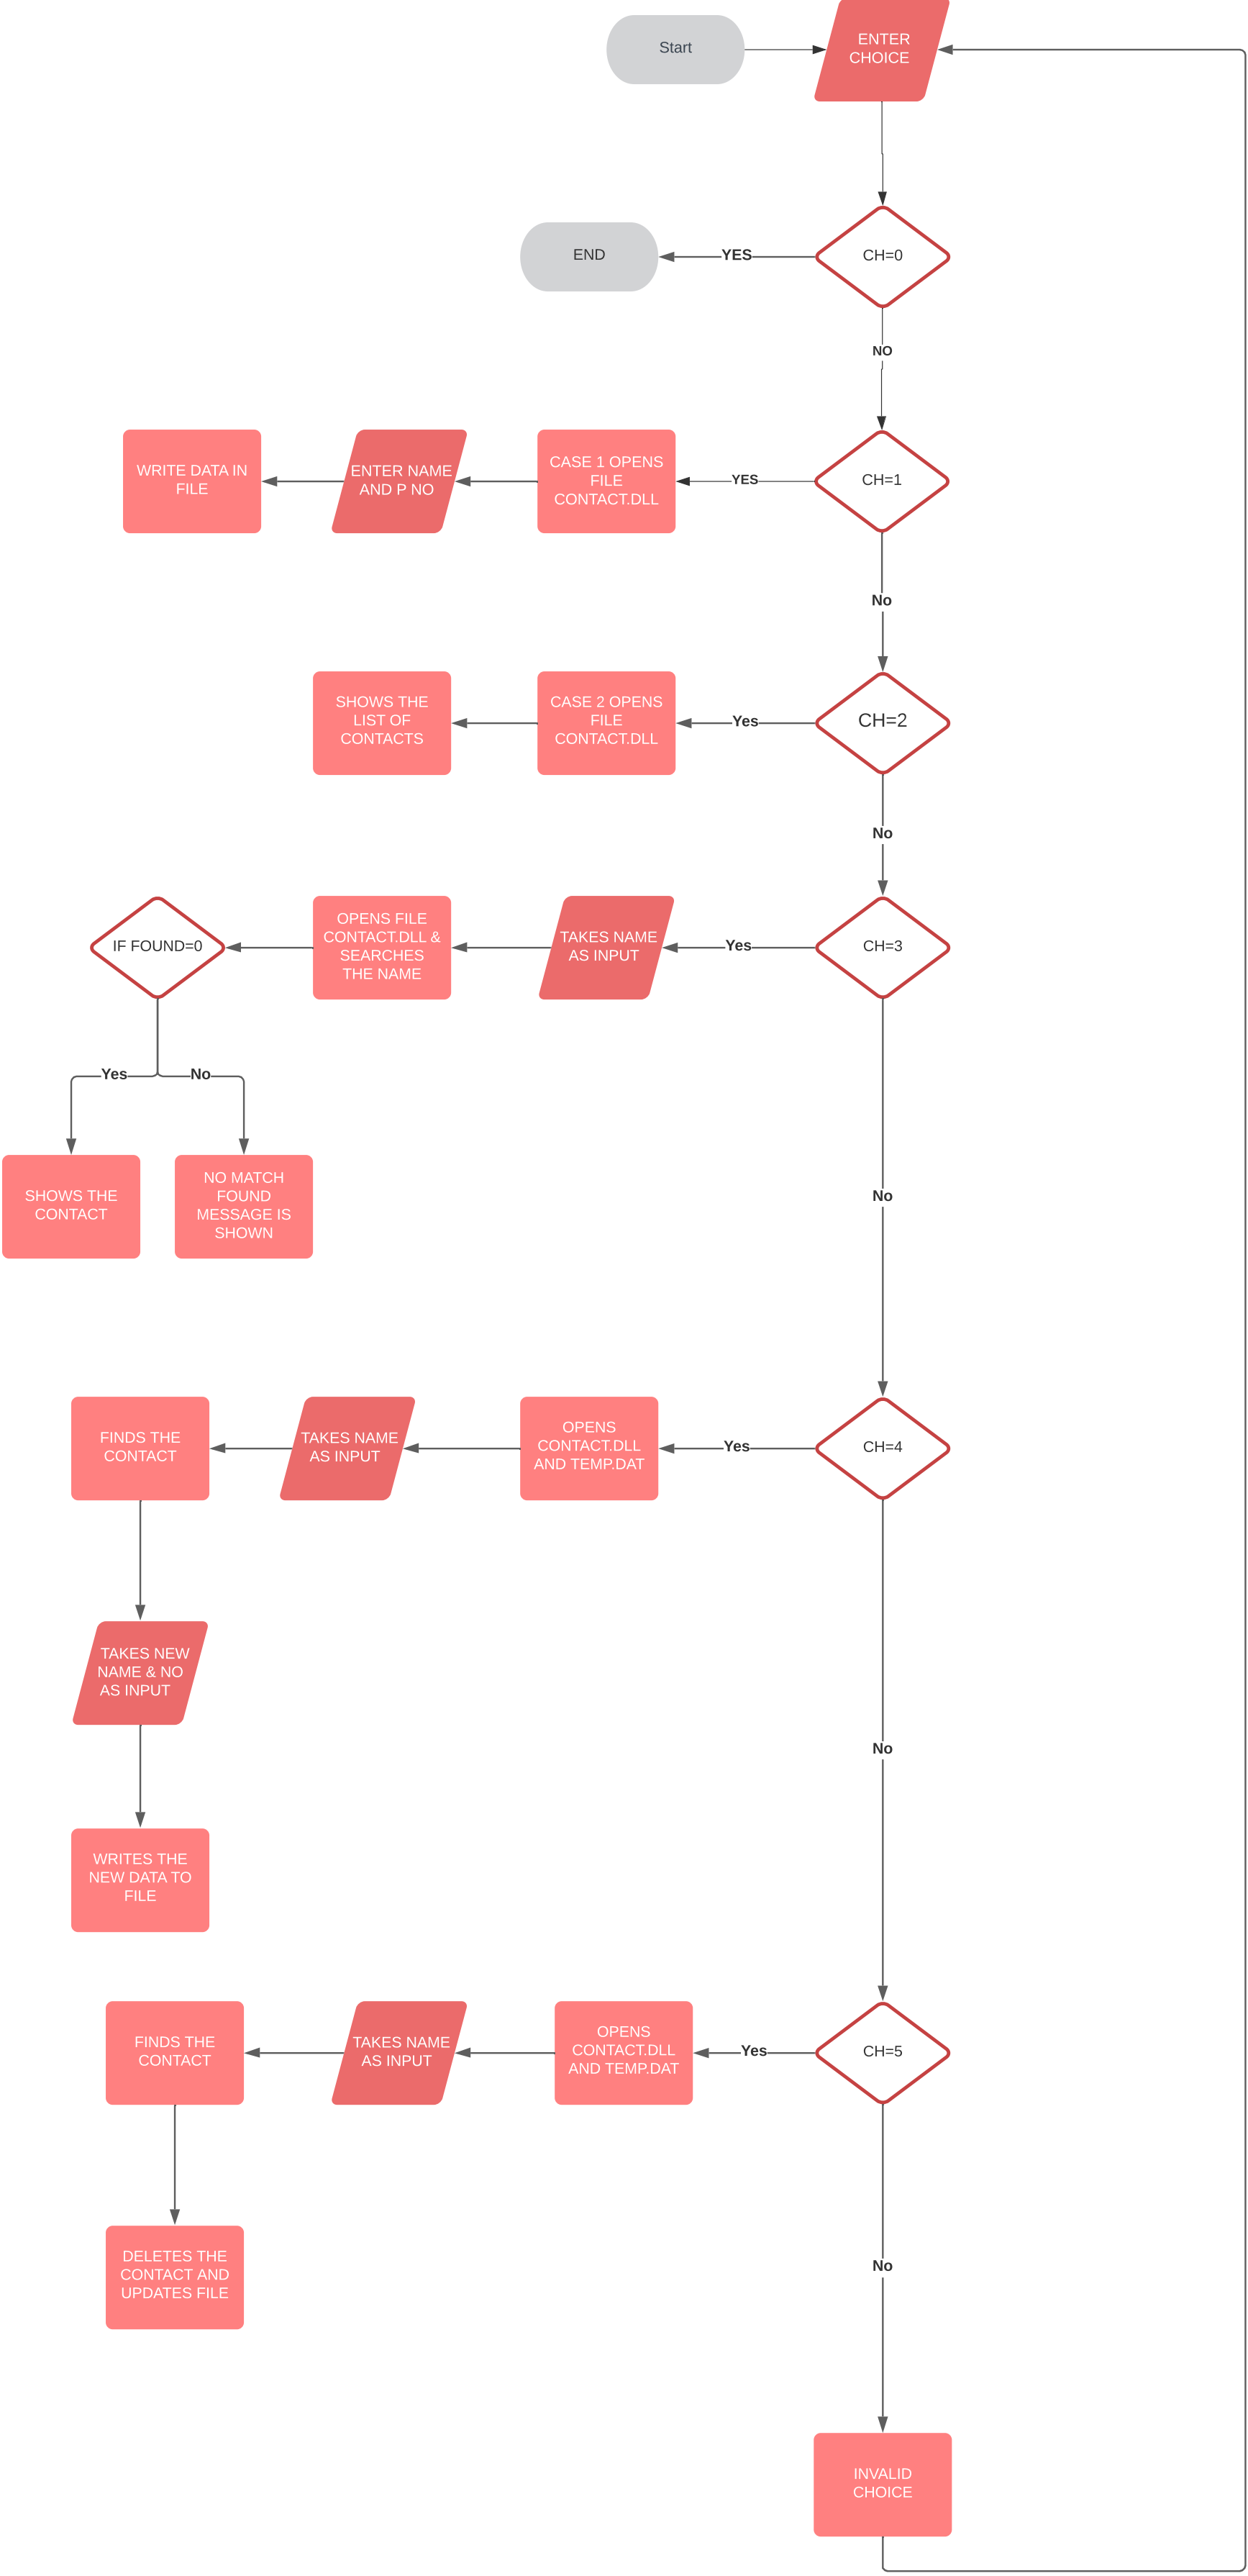 Start
ENTER
CHOICE
CH=0
YES
END
NO
CH=1
YES
CASE 1 OPENS
FILE
CONTACT.DLL
ENTER NAME
AND P NO
WRITE DATA IN
FILE
No
CH=2
Yes
CASE 2 OPENS
FILE
CONTACT.DLL
SHOWS THE
LIST OF
CONTACTS
No
CH=3
Yes
TAKES NAME
AS INPUT
OPENS FILE
CONTACT.DLL &
SEARCHES
THE NAME
IF FOUND=0
Yes
No
SHOWS THE
CONTACT
NO MATCH
FOUND
MESSAGE IS
SHOWN
No
CH=4
Yes
OPENS
CONTACT.DLL
AND TEMP.DAT
TAKES NAME
AS INPUT
FINDS THE
CONTACT
TAKES NEW
NAME & NO
AS INPUT
WRITES THE
NEW DATA TO
FILE
No
CH=5
Yes
OPENS
CONTACT.DLL
AND TEMP.DAT
TAKES NAME
AS INPUT
FINDS THE
CONTACT
DELETES THE
CONTACT AND
UPDATES FILE
No
INVALID
CHOICE